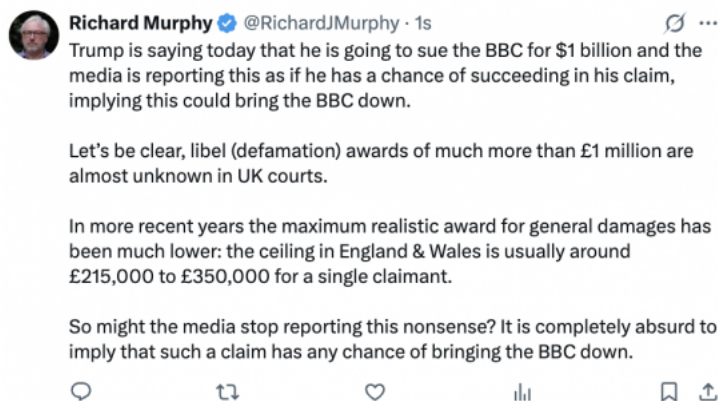 Richard Murphy @RichardJMurphy · 1s
Trump is saying today that he is going to sue the BBC for $1 billion and the
media is reporting this as if he has a chance of succeeding in his claim,
implying this could bring the BBC down.
Let's be clear, libel (defamation) awards of much more than £1 million are
almost unknown in UK courts.
In more recent years the maximum realistic award for general damages has
been much lower: the ceiling in England & Wales is usually around
£215,000 to £350,000 for a single claimant.
So might the media stop reporting this nonsense? It is completely absurd to
imply that such a claim has any chance of bringing the BBC down.